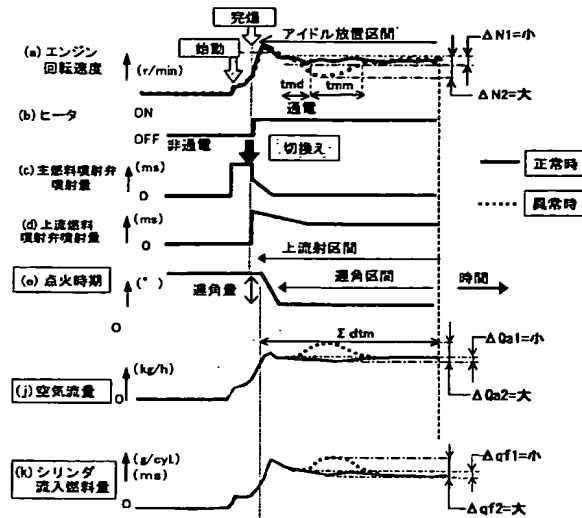 完爆
アイドル放置区間
ΔN1=小
(a) エンジン
回転速度
始動
(r/min)
tmd
tmm
ΔN2=大
通電
(b) ヒータ
ON
OFF
非通電
切換え
(c) 主燃料噴射弁
噴射量
(ms)
0
正常時
(d) 上流燃料
噴射弁噴射量
(ms)
0
異常時
上流噴射区間
(e) 点火時期
(°)
遅角量
遅角区間
時間
0
Σdtm
ΔQa1=小
(kg/h)
(j) 空気流量
0
ΔQa2=大
(g/cyL)
(ms)
Δqf1=小
(k) シリンダ
流入燃料量
0
Δqf2=大